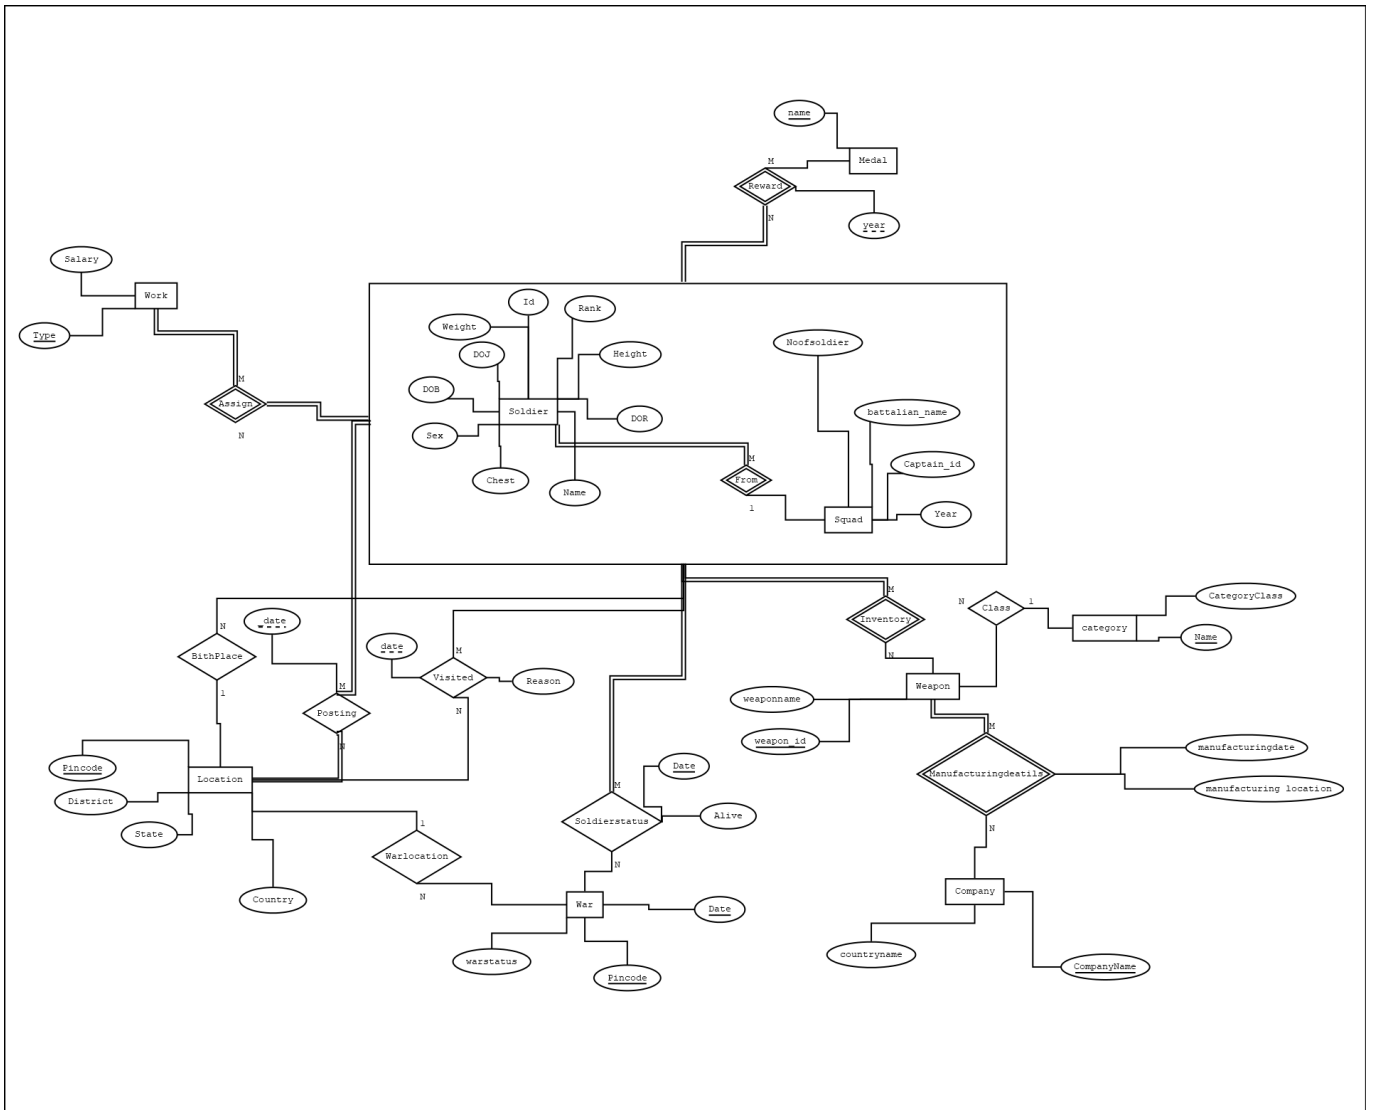 name
M
Medal
Reward
N
year
Salary
Work
Type
M
Assign
N
Id
Rank
Weight
DOJ
Height
DOB
Soldier
DOR
Sex
Chest
Name
Noofsoldier
battalian_name
M
From
1
Captain_id
Squad
Year
N
BithPlace
1
date
M
Posting
N
date
M
Visited
N
Reason
M
Inventory
N
N
Class
1
category
CategoryClass
Name
Weapon
weaponname
weapon_id
M
Manufacturingdeatils
N
manufacturingdate
manufacturing location
Pincode
Location
District
State
Country
1
Warlocation
N
Date
M
Soldierstatus
N
Alive
War
Date
warstatus
Pincode
Company
countryname
CompanyName